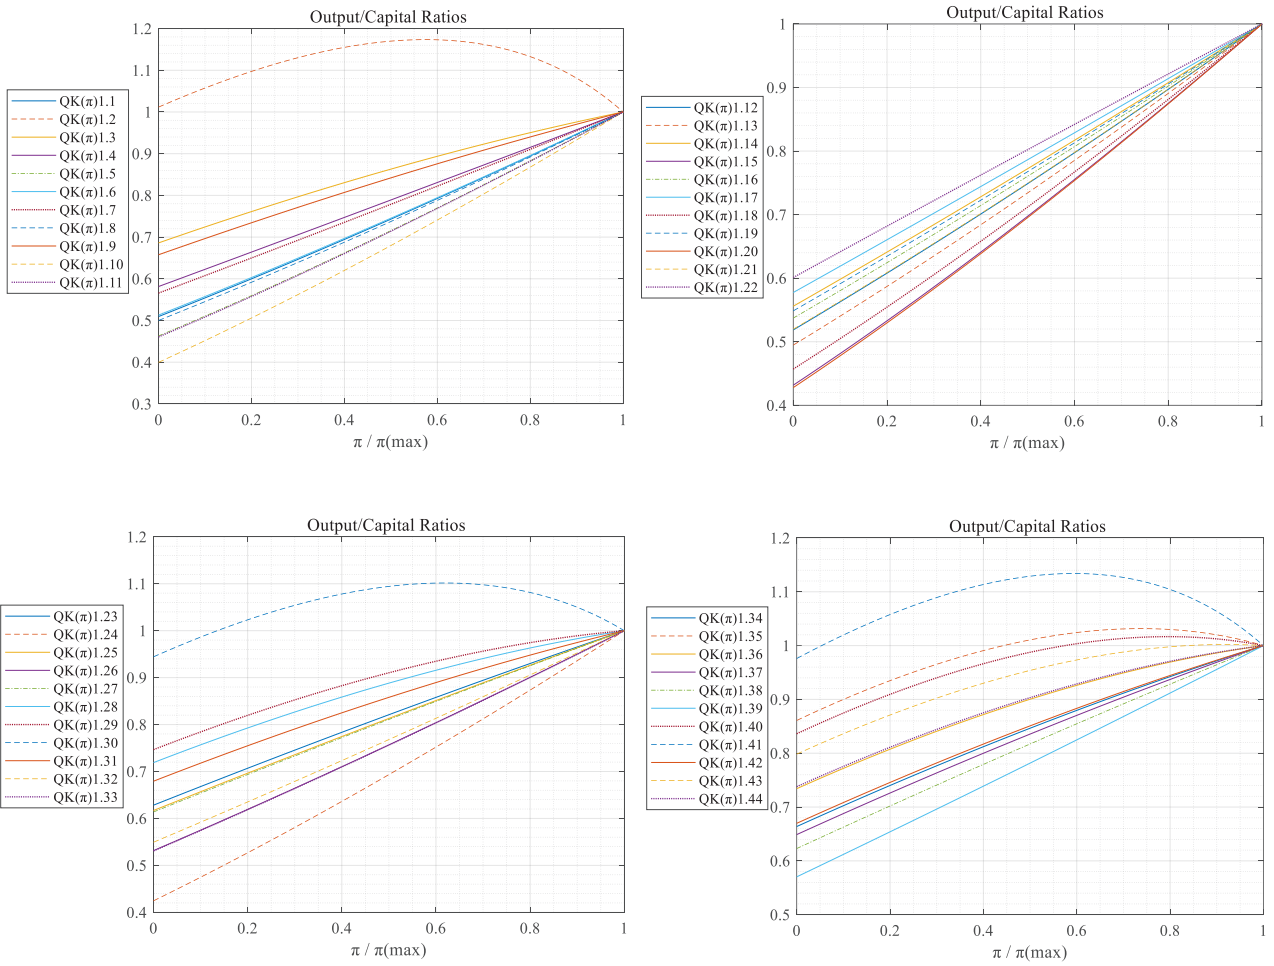 Output/Capital Ratios
1.2
1.1
1
0.9
0.8
0.7
0.6
0.5
0.4
0.3
0
0.2
0.4
0.6
0.8
1
π / π(max)
QK(π)1.1
QK(π)1.2
QK(π)1.3
QK(π)1.4
QK(π)1.5
QK(π)1.6
QK(π)1.7
QK(π)1.8
QK(π)1.9
QK(π)1.10
QK(π)1.11
Output/Capital Ratios
1
0.9
0.8
0.7
0.6
0.5
0.4
0
0.2
0.4
0.6
0.8
1
π / π(max)
QK(π)1.12
QK(π)1.13
QK(π)1.14
QK(π)1.15
QK(π)1.16
QK(π)1.17
QK(π)1.18
QK(π)1.19
QK(π)1.20
QK(π)1.21
QK(π)1.22
Output/Capital Ratios
1.2
1.1
1
0.9
0.8
0.7
0.6
0.5
0.4
0
0.2
0.4
0.6
0.8
1
π / π(max)
QK(π)1.23
QK(π)1.24
QK(π)1.25
QK(π)1.26
QK(π)1.27
QK(π)1.28
QK(π)1.29
QK(π)1.30
QK(π)1.31
QK(π)1.32
QK(π)1.33
Output/Capital Ratios
1.2
1.1
1
0.9
0.8
0.7
0.6
0.5
0
0.2
0.4
0.6
0.8
1
π / π(max)
QK(π)1.34
QK(π)1.35
QK(π)1.36
QK(π)1.37
QK(π)1.38
QK(π)1.39
QK(π)1.40
QK(π)1.41
QK(π)1.42
QK(π)1.43
QK(π)1.44